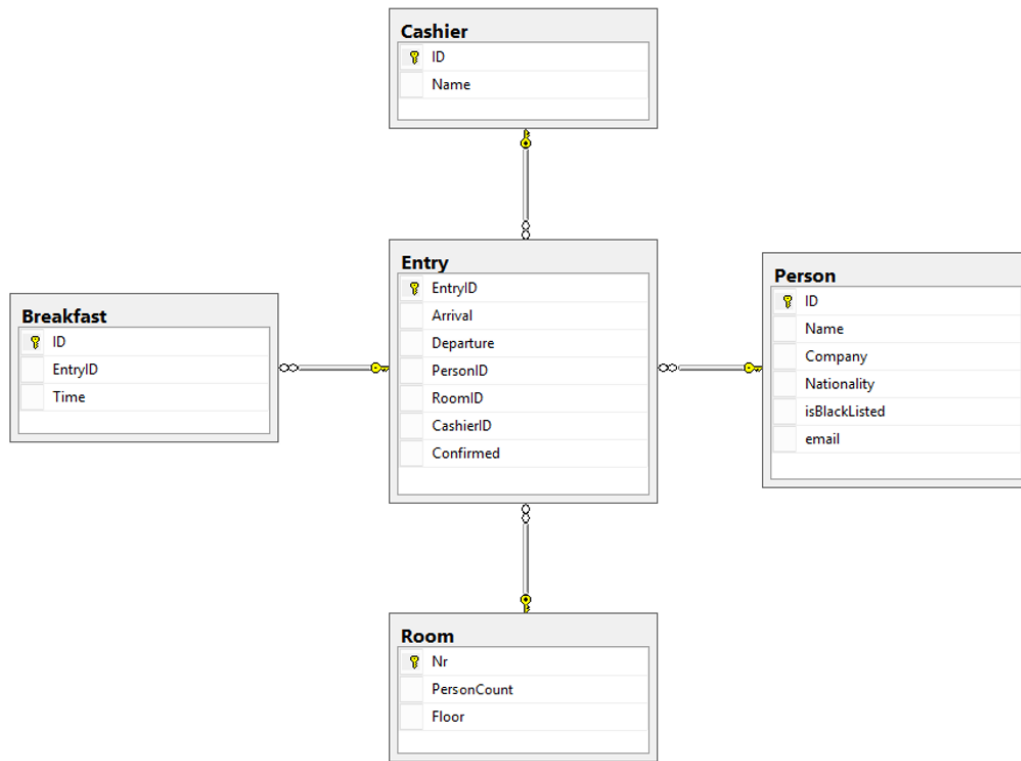 Cashier
ID
Name
Entry
EntryID
Arrival
Departure
PersonID
RoomID
CashierID
Confirmed
Person
ID
Name
Company
Nationality
isBlackListed
email
Breakfast
ID
EntryID
Time
Room
Nr
PersonCount
Floor